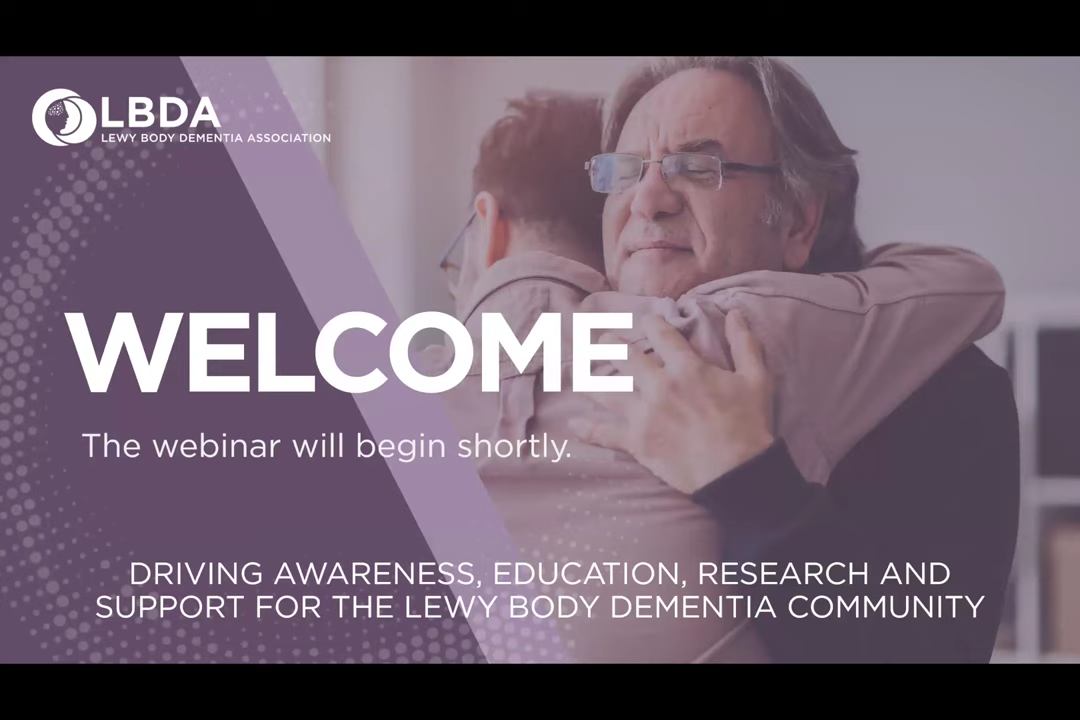 LBDA
LEWY BODY DEMENTIA ASSOCIATION
WELCOME
The webinar will begin shortly.
DRIVING AWARENESS, EDUCATION, RESEARCH AND
SUPPORT FOR THE LEWY BODY DEMENTIA COMMUNITY